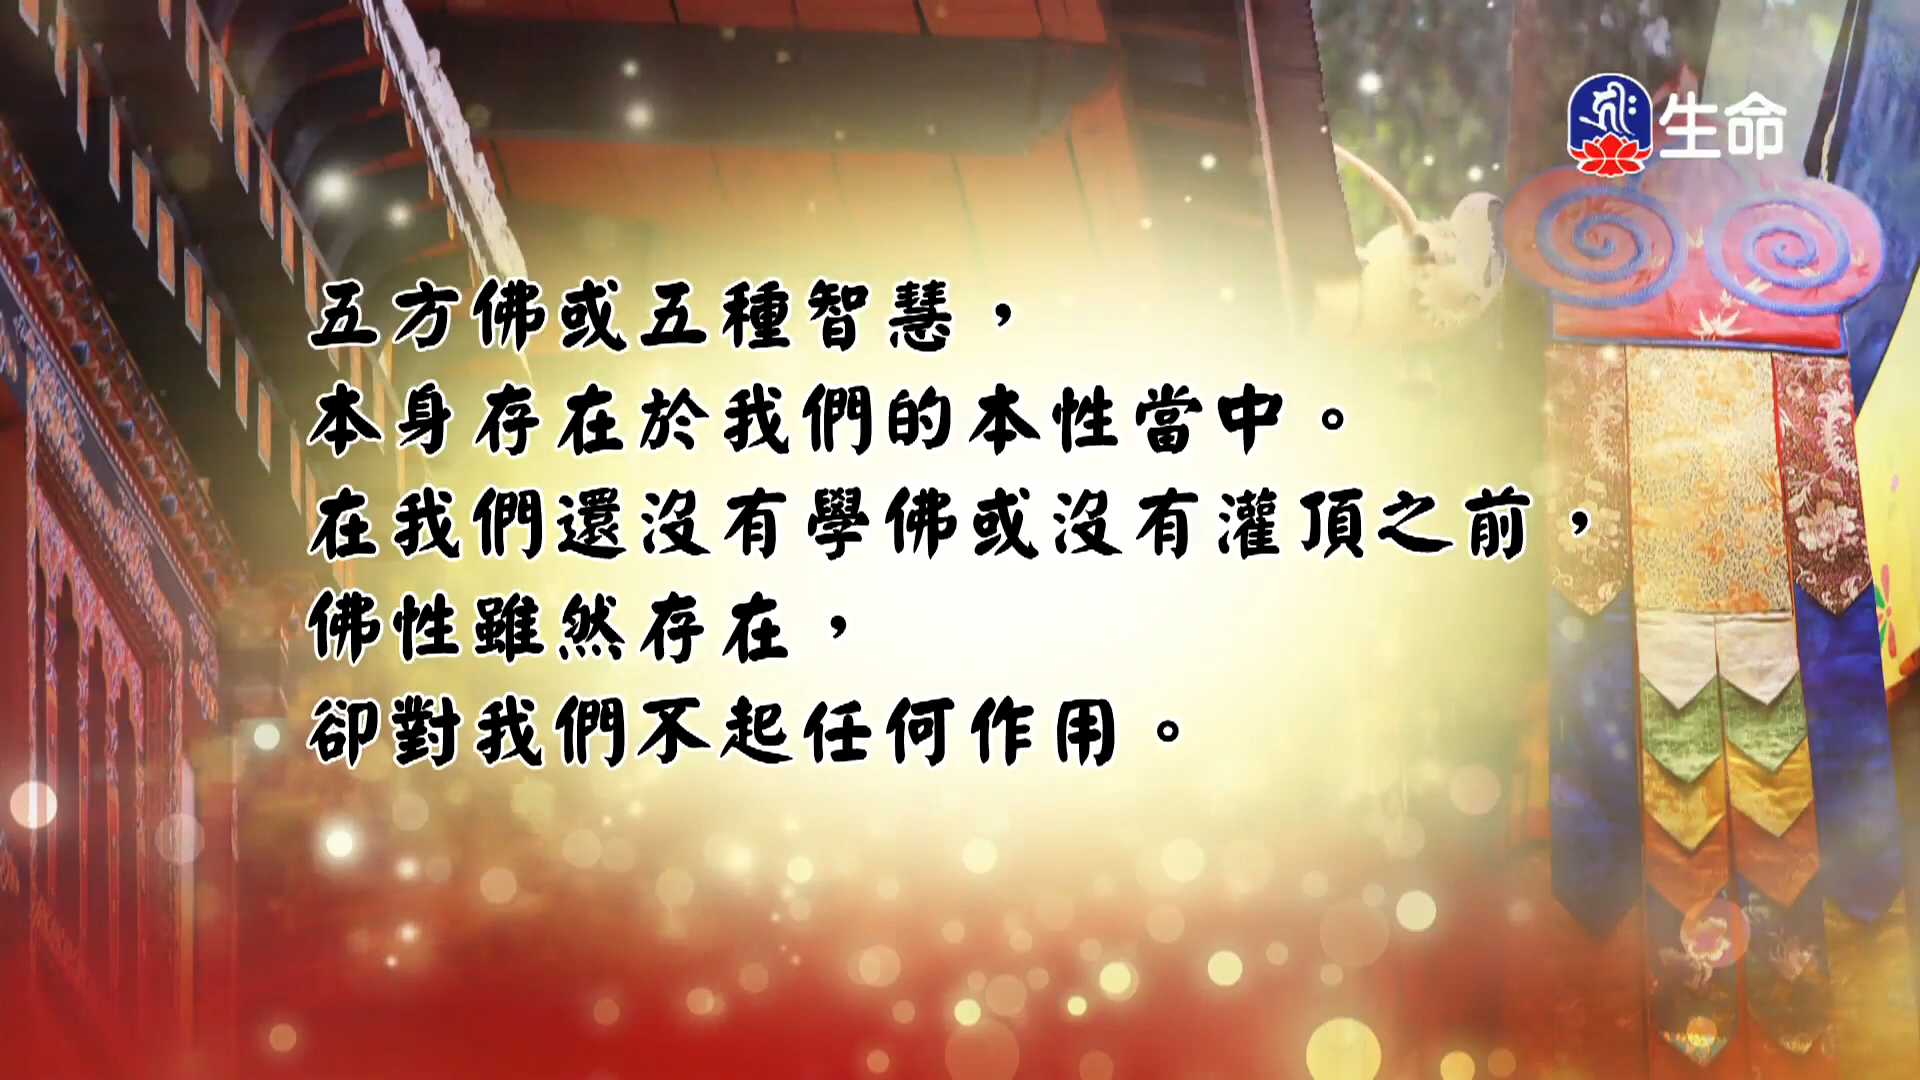 生命
五方佛或五種智慧，
本身存在於我們的本性當中。
在我們還沒有學佛或沒有灌頂之前，
佛性雖然存在，
卻對我們不起任何作用。